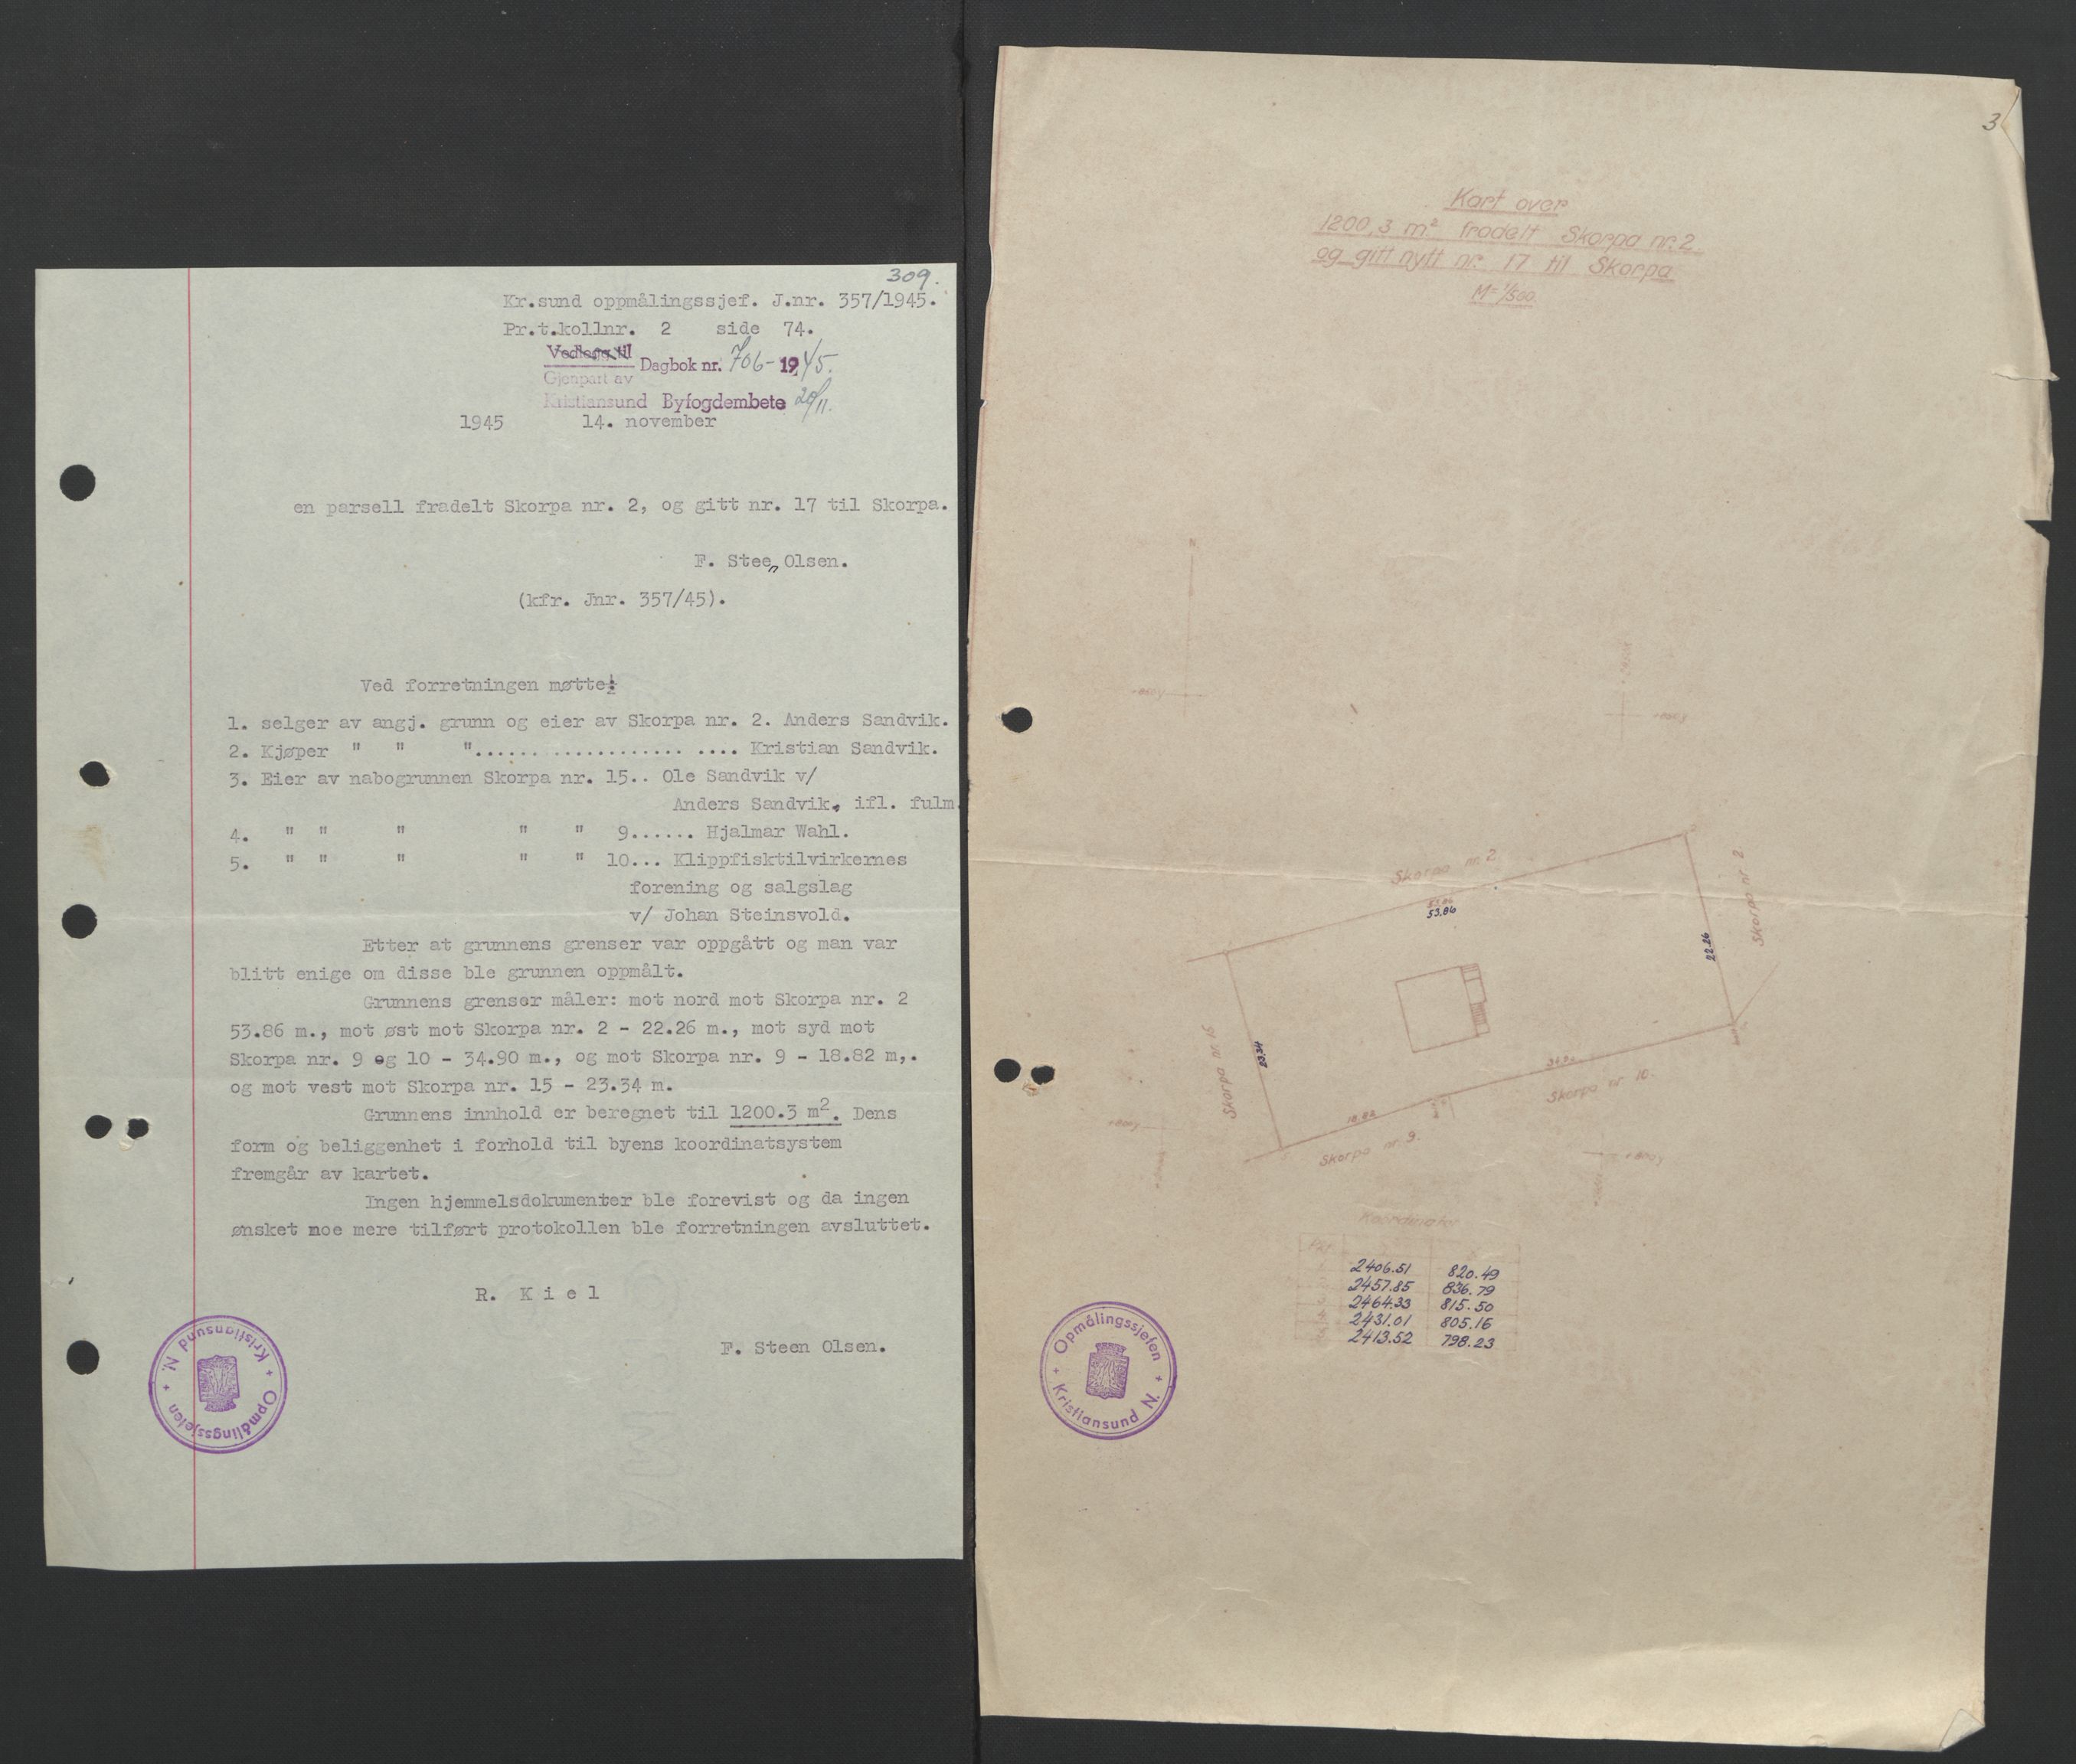 309.
Kr.sund oppmålingssjef. J.nr. 357/1945.
Pr.t.kollnr. 2 side 74.
Vedlegg til
Dagbok nr. 706- 1945.
Gjenpart av
Kristiansund Byfogdembete 20/11.
1945 14. november
en parsell fradelt Skorpa nr. 2, og gitt nr. 17 til Skorpa.
F. Steen Olsen.
(kfr. Jnr. 357/45).
Ved forretningen møtte:
1. selger av angj. grunn og eier av Skorpa nr. 2. Anders Sandvik.
2. Kjøper " " "...... ................... .... Kristian Sandvik.
3. Eier av nabogrunnen Skorpa nr. 15.. Ole Sandvik v/
Anders Sandvik, ifl. fulm.
4. " " " " " 9...... Hjalmar Wahl.
5. " " " " " 10... Klippfisktilvirkernes
forening og salgslag
v/ Johan Steinsvold.
Etter at grunnens grenser var oppgått og man var
blitt enige om disse ble grunnen oppmålt.
Grunnens grenser måler: mot nord mot Skorpa nr. 2
53.86 m., mot øst mot Skorpa nr. 2 - 22.26 m., mot syd mot
Skorpa nr. 9 og 10 - 34.90 m., og mot Skorpa nr. 9 - 18.82 m,.
og mot vest mot Skorpa nr. 15 - 23.34 m.
Grunnens innhold er beregnet til 1200.3 m². Dens
form og beliggenhet i forhold til byens koordinatsystem
fremgår av kartet.
Ingen hjemmelsdokumenter ble forevist og da ingen
ønsket noe mere tilført protokollen ble forretningen avsluttet.
R. Kiel
F. Steen Olsen.
Opmålingssjefen + Kristiansund N. +
3
Kart over
1200,3 m² fradelt Skorpa nr. 2
og gitt nytt nr. 17 til Skorpa
M=1/500
N
Skorpa nr. 2
53.86
53.86
22.26
Skorpa nr 2
Skorpa nr. 15
23.34
34.90
Skorpa nr. 10.
18.82
Skorpa nr. 9.
Koordinater
Pkt
2406.51 820.49
2457.85 836.79
2464.33 815.50
2431.01 805.16
2413.52 798.23
Opmålingssjefen + Kristiansund N. +